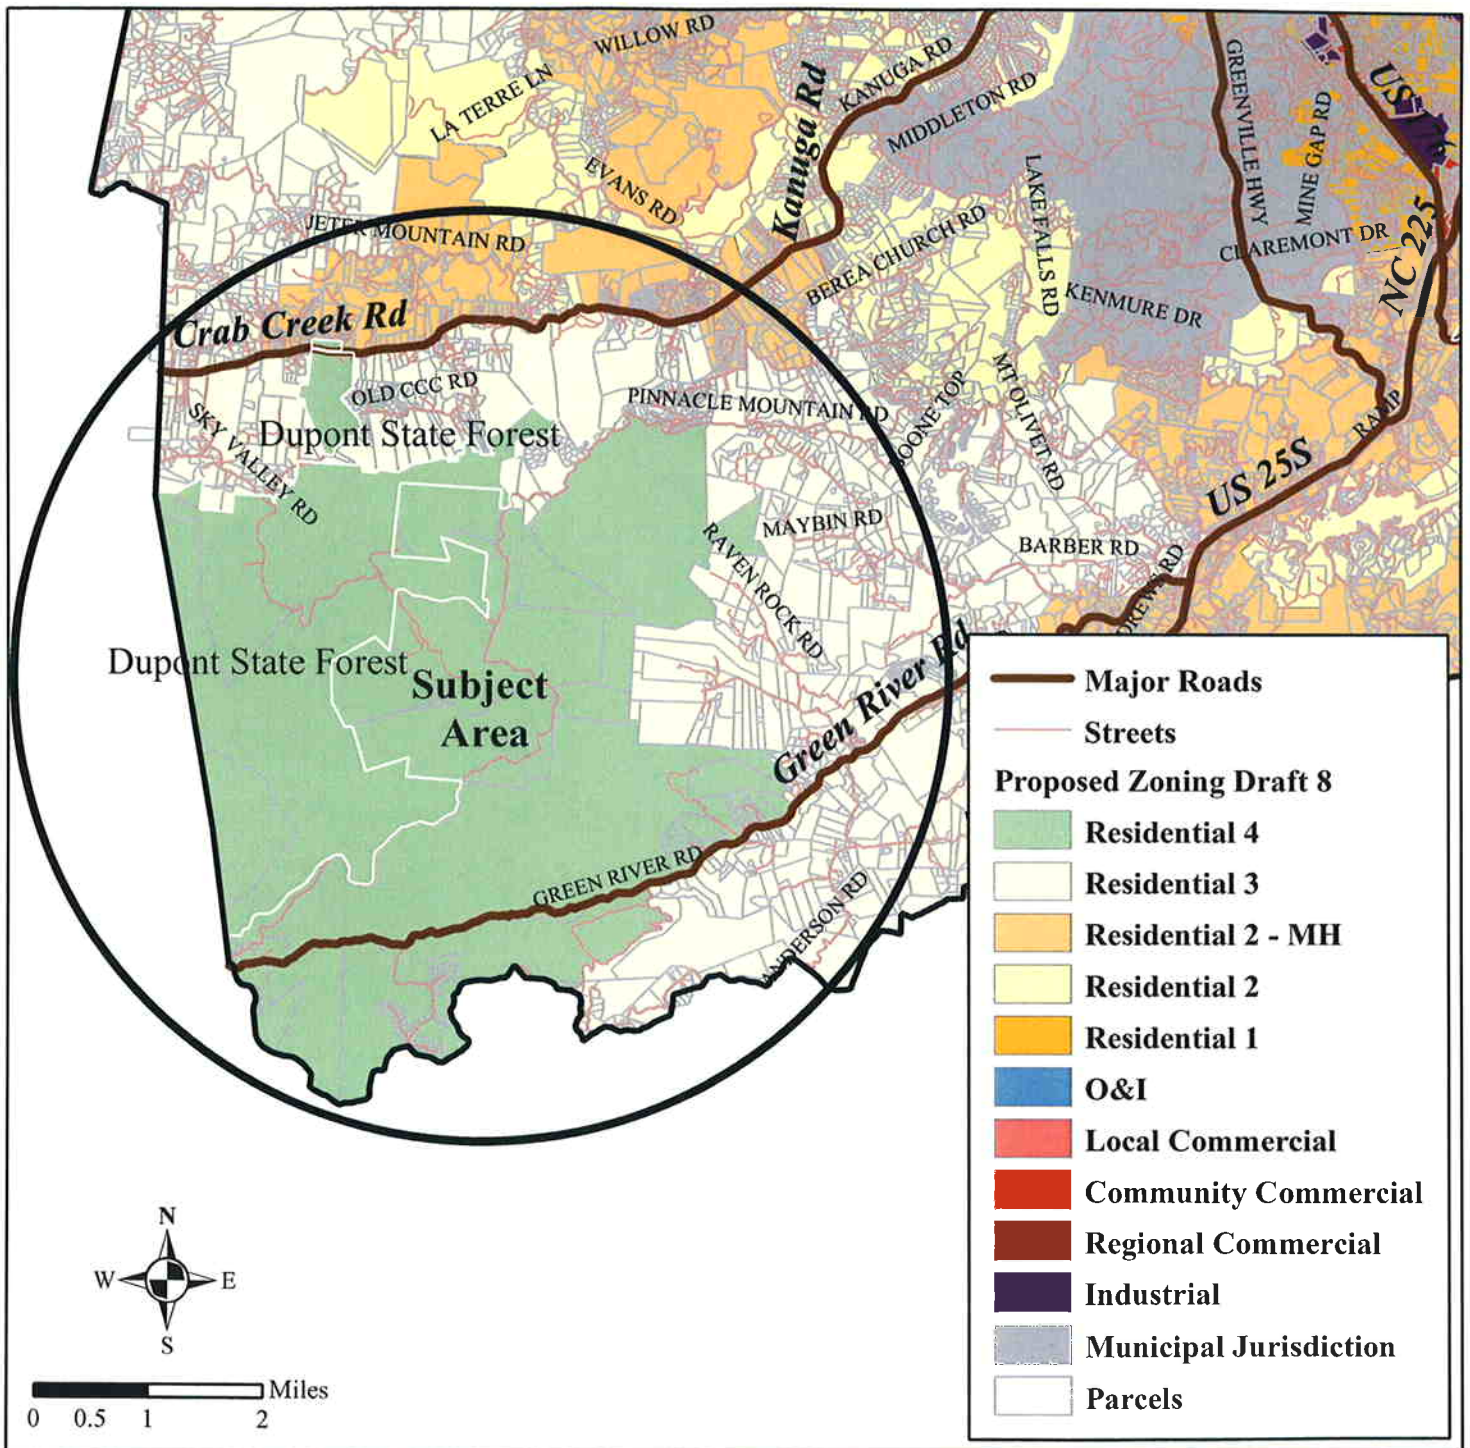 WILLOW RD
LA TERRE LN
KANUGA RD
Kanuga Rd
MIDDLETON RD
GREENVILLE HWY
MINE GAP RD
US
EVANS RD
LAKE FALLS RD
JETER MOUNTAIN RD
BEREA CHURCH RD
CLAREMONT DR
NC 225
KENMURE DR
Crab Creek Rd
OLD CCC RD
PINNACLE MOUNTAIN RD
BOONE TOP
MT OLIVET RD
RAMP
SKY VALLEY RD
Dupont State Forest
US 25S
MAYBIN RD
RAVEN ROCK RD
BARBER RD
Dupont State Forest
Subject
Area
Green River Rd
GREEN RIVER RD
ANDERSON RD
Major Roads
Streets
Proposed Zoning Draft 8
Residential 4
Residential 3
Residential 2 - MH
Residential 2
Residential 1
O&I
Local Commercial
Community Commercial
Regional Commercial
Industrial
Municipal Jurisdiction
Parcels
N
W E
S
Miles
0 0.5 1 2